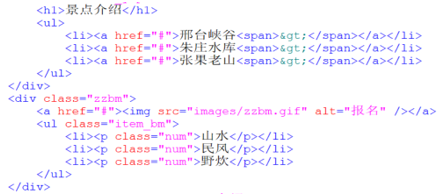 <h1>景点介绍</h1>
<ul>
<li><a href="#">邢台峡谷<span>&gt;</span></a></li>
<li><a href="#">朱庄水库<span>&gt;</span></a></li>
<li><a href="#">张果老山<span>&gt;</span></a></li>
</ul>
</div>
<div class="zzbm">
<a href="#"><img src="images/zzbm.gif" alt="报名" /></a>
<ul class="item_bm">
<li><p class="num">山水</p></li>
<li><p class="num">民风</p></li>
<li><p class="num">野炊</p></li>
</ul>
</div>